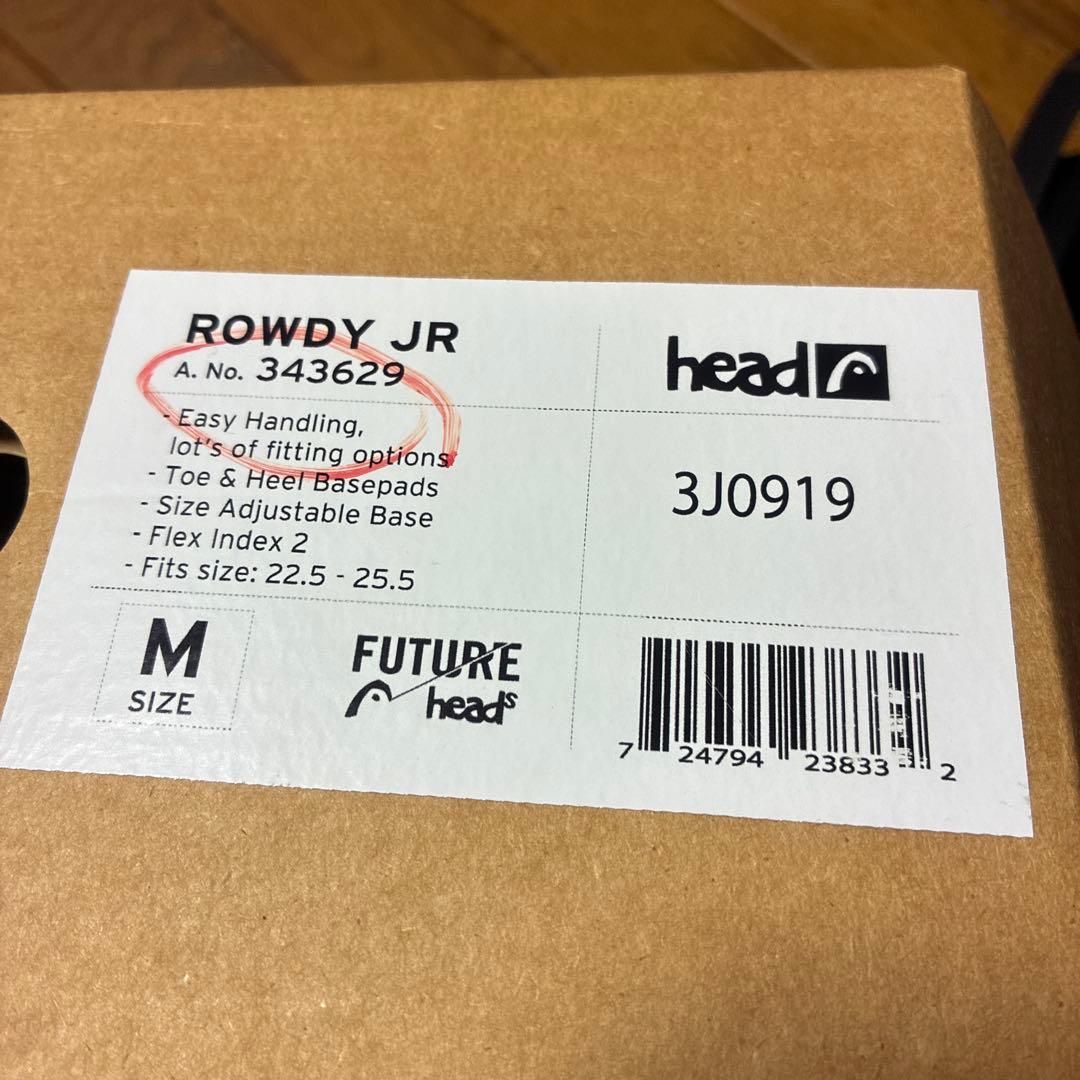 ROWDY JR
A. No. 343629
- Easy Handling,
lot's of fitting options
- Toe & Heel Basepads
- Size Adjustable Base
- Flex Index 2
- Fits size: 22.5 - 25.5
M
SIZE
FUTURE
heads
head
3J0919
7 24794 23833 2